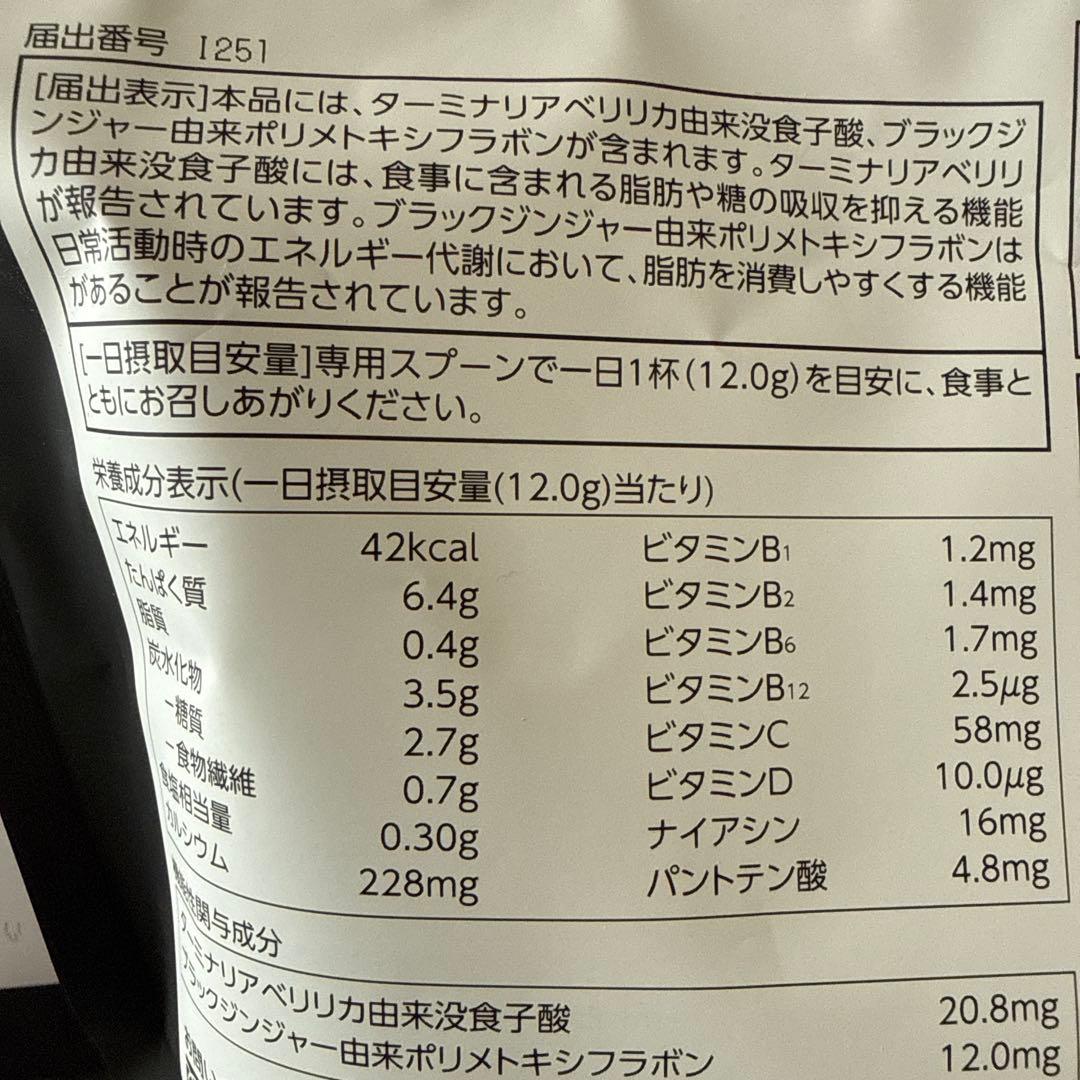 届出番号 I251
[届出表示]本品には、ターミナリアベリリカ由来没食子酸、ブラックジ
ンジャー由来ポリメトキシフラボンが含まれます。ターミナリアベリリ
カ由来没食子酸には、食事に含まれる脂肪や糖の吸収を抑える機能
が報告されています。ブラックジンジャー由来ポリメトキシフラボンは
日常活動時のエネルギー代謝において、脂肪を消費しやすくする機能
があることが報告されています。
[一日摂取目安量]専用スプーンで一日1杯(12.0g)を目安に、食事と
ともにお召しあがりください。
栄養成分表示(一日摂取目安量(12.0g)当たり)
エネルギー 42kcal ビタミンB1 1.2mg
たんぱく質 6.4g ビタミンB2 1.4mg
脂質 0.4g ビタミンB6 1.7mg
炭水化物 3.5g ビタミンB12 2.5μg
-糖質 2.7g ビタミンC 58mg
-食物繊維 0.7g ビタミンD 10.0μg
食塩相当量 0.30g ナイアシン 16mg
カルシウム 228mg パントテン酸 4.8mg
機能性関与成分
ターミナリアベリリカ由来没食子酸 20.8mg
ブラックジンジャー由来ポリメトキシフラボン 12.0mg